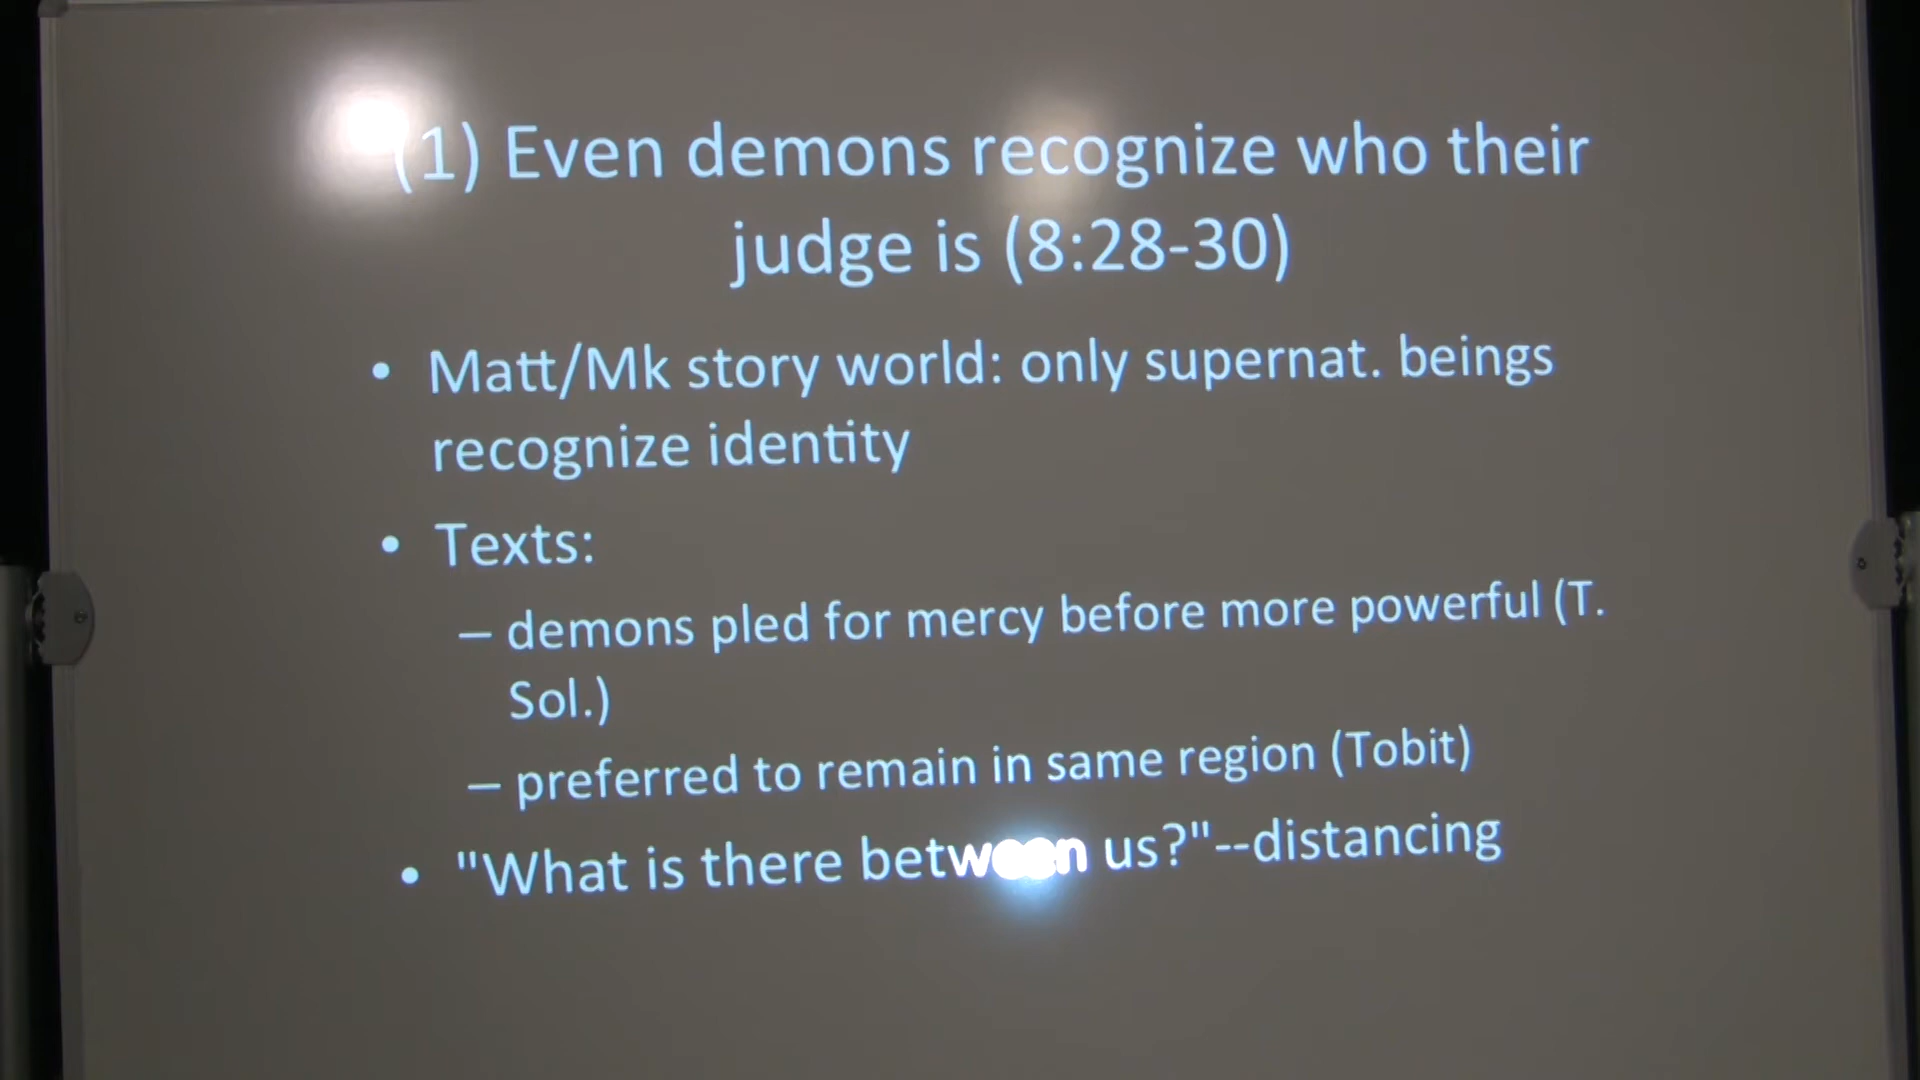 (1) Even demons recognize who their
judge is (8:28-30)
• Matt/Mk story world: only supernat. beings
recognize identity
• Texts:
– demons pled for mercy before more powerful (T.
Sol.)
– preferred to remain in same region (Tobit)
• "What is there between us?"--distancing